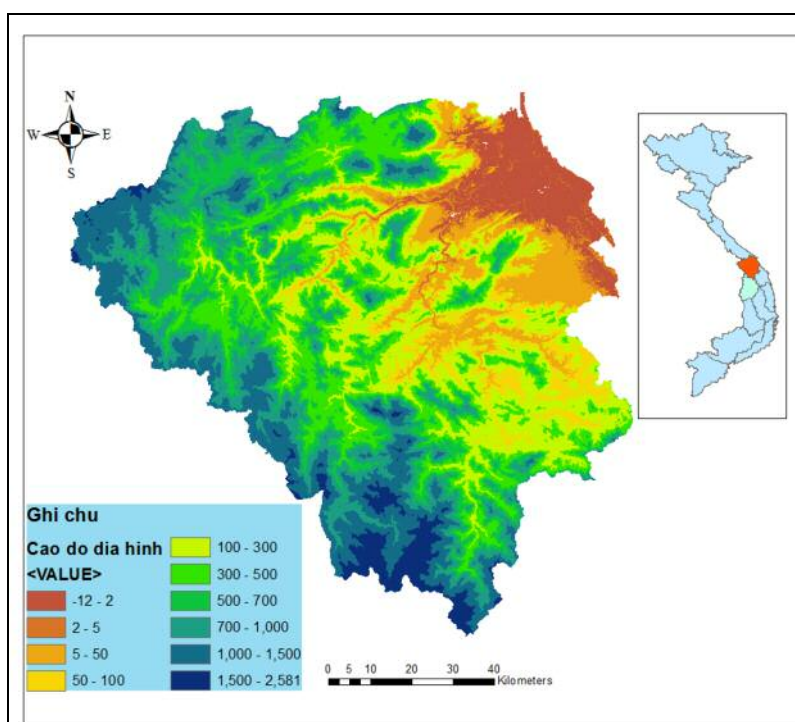 N
W E
S
Ghi chu
Cao do dia hinh
<VALUE>
-12 - 2
2 - 5
5 - 50
50 - 100
100 - 300
300 - 500
500 - 700
700 - 1,000
1,000 - 1,500
1,500 - 2,581
0 5 10 20 30 40
Kilometers